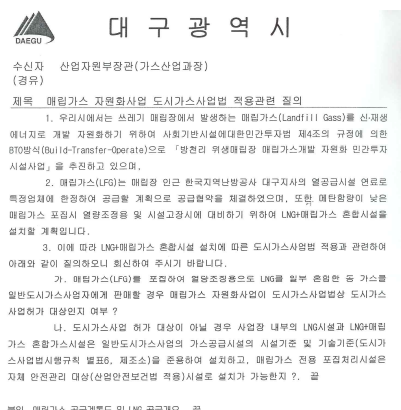 DAEGU
대구광역시
수신자 산업자원부장관(가스산업과장)
(경유)
제목 매립가스 자원화사업 도시가스사업법 적용관련 질의
1. 우리시에서는 쓰레기 매립장에서 발생하는 매립가스(Landfill Gass)를 신·재생
에너지로 개발 자원화하기 위하여 사회기반시설에대한민간투자법 제4조의 규정에 의한
BTO방식(Build-Transfer-Operate)으로 「방천리 위생매립장 매립가스개발 자원화 민간투자
시설사업」을 추진하고 있으며,
2. 매립가스(LFG)는 매립장 인근 한국지역난방공사 대구지사의 열공급시설 연료로
특정업체에 한정하여 공급할 계획으로 공급협약을 체결하였으며, 또한 메탄함량이 낮은
매립가스 포집시 열량조정용 및 시설고장시에 대비하기 위하여 LNG+매립가스 혼합시설을
설치할 계획입니다.
3. 이에 따라 LNG+매립가스 혼합시설 설치에 따른 도시가스사업법 적용과 관련하여
아래와 같이 질의하오니 회신하여 주시기 바랍니다.
가. 매립가스(LFG)를 포집하여 열량조정용으로 LNG를 일부 혼합한 동 가스를
일반도시가스사업자에게 판매할 경우 매립가스 자원화사업이 도시가스사업법상 도시가스
사업허가 대상인지 여부 ?
나. 도시가스사업 허가 대상이 아닐 경우 사업장 내부의 LNG시설과 LNG+매립
가스 혼합가스시설은 일반도시가스사업의 가스공급시설의 시설기준 및 기술기준(도시가
스사업법시행규칙 별표6, 제조소)을 준용하여 설치하고, 매립가스 전용 포집처리시설은
자체 안전관리 대상(산업안전보건법 적용)시설로 설치가 가능한지 ?. 끝